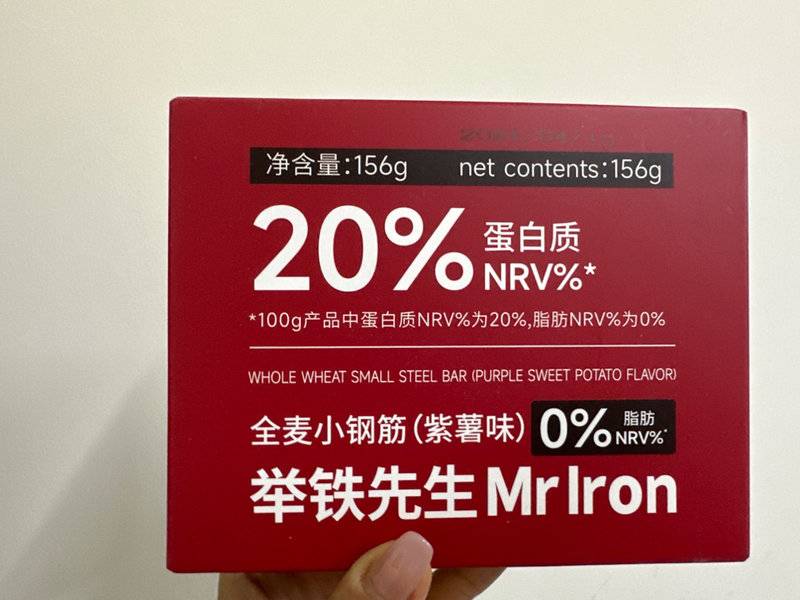 净含量:156g net contents:156g
20% 蛋白质
NRV%*
*100g产品中蛋白质NRV%为20%,脂肪NRV%为0%
WHOLE WHEAT SMALL STEEL BAR (PURPLE SWEET POTATO FLAVOR)
全麦小钢筋(紫薯味) 0% 脂肪
NRV%*
举铁先生 Mr Iron